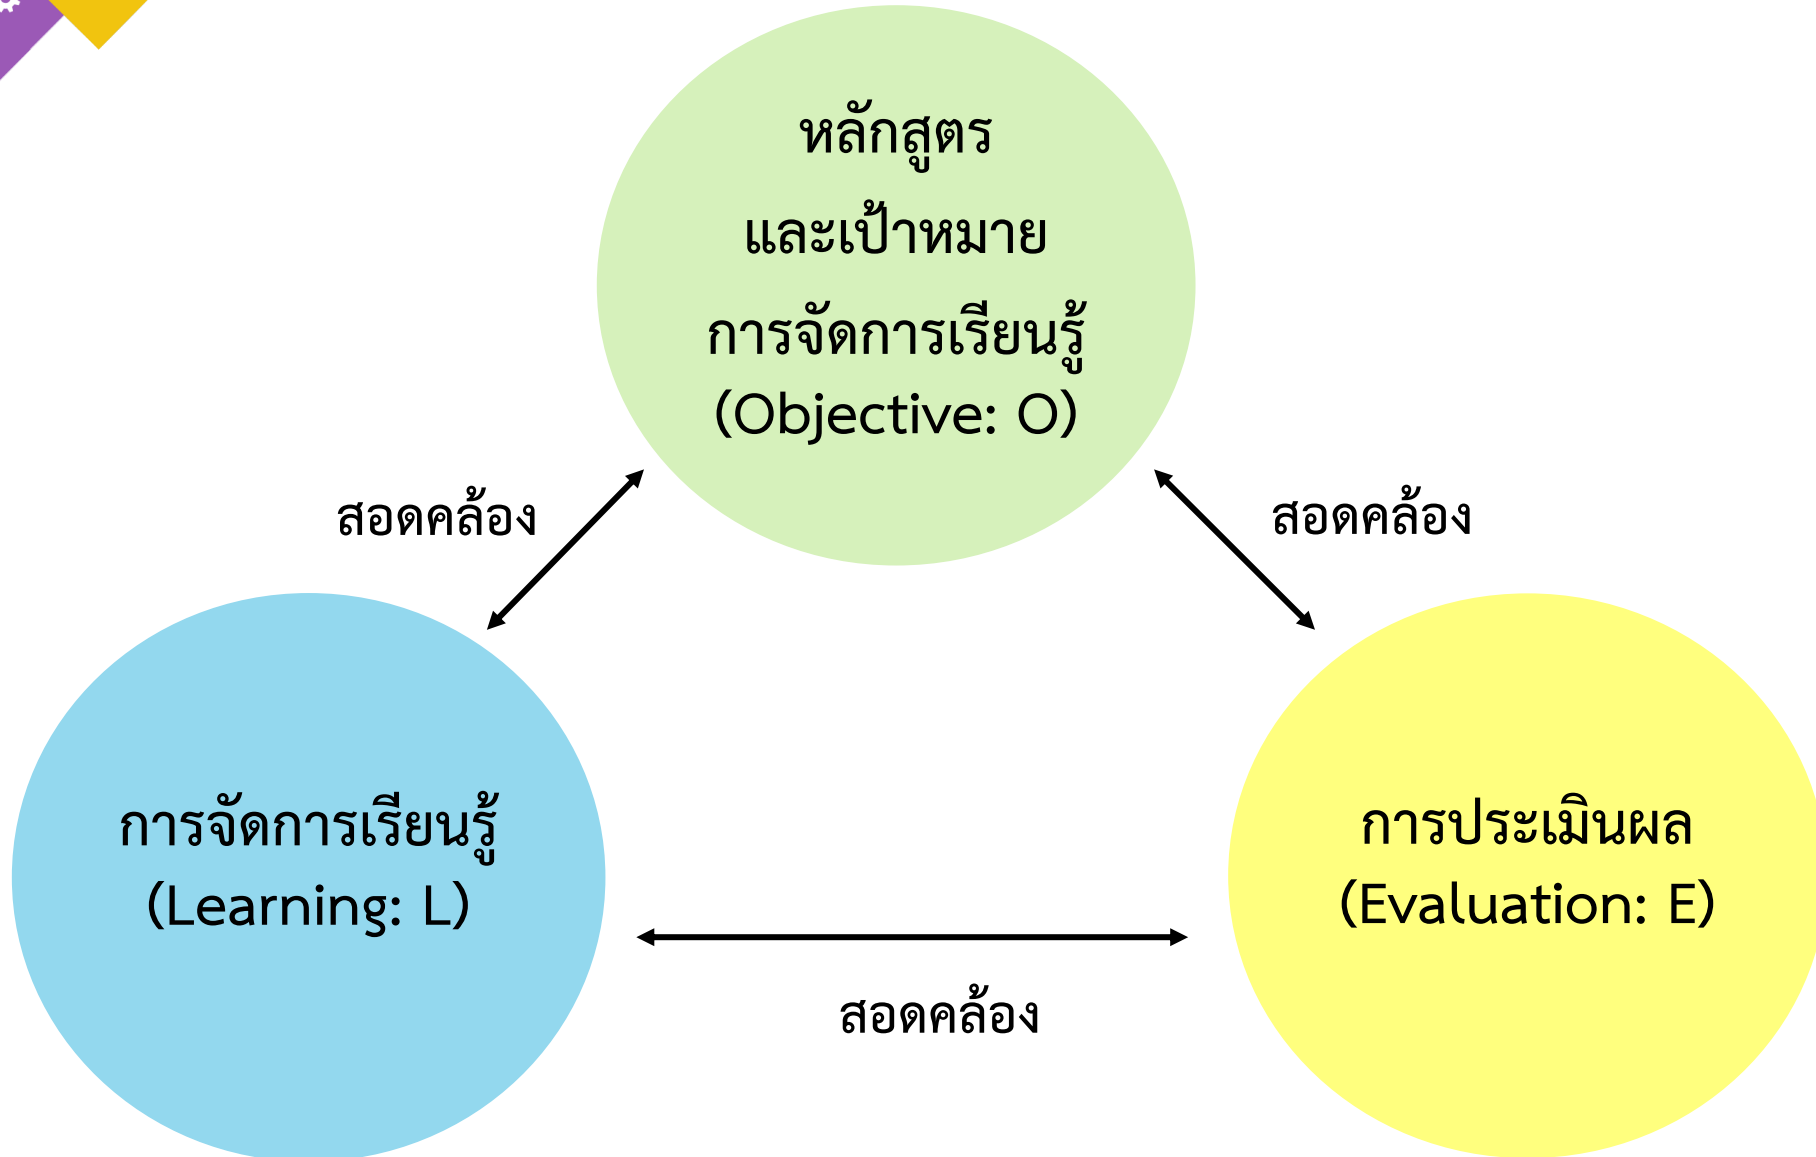 หลักสูตร
และเป้าหมาย
การจัดการเรียนรู้
(Objective: O)
สอดคล้อง
สอดคล้อง
การจัดการเรียนรู้
(Learning: L)
การประเมินผล
(Evaluation: E)
สอดคล้อง